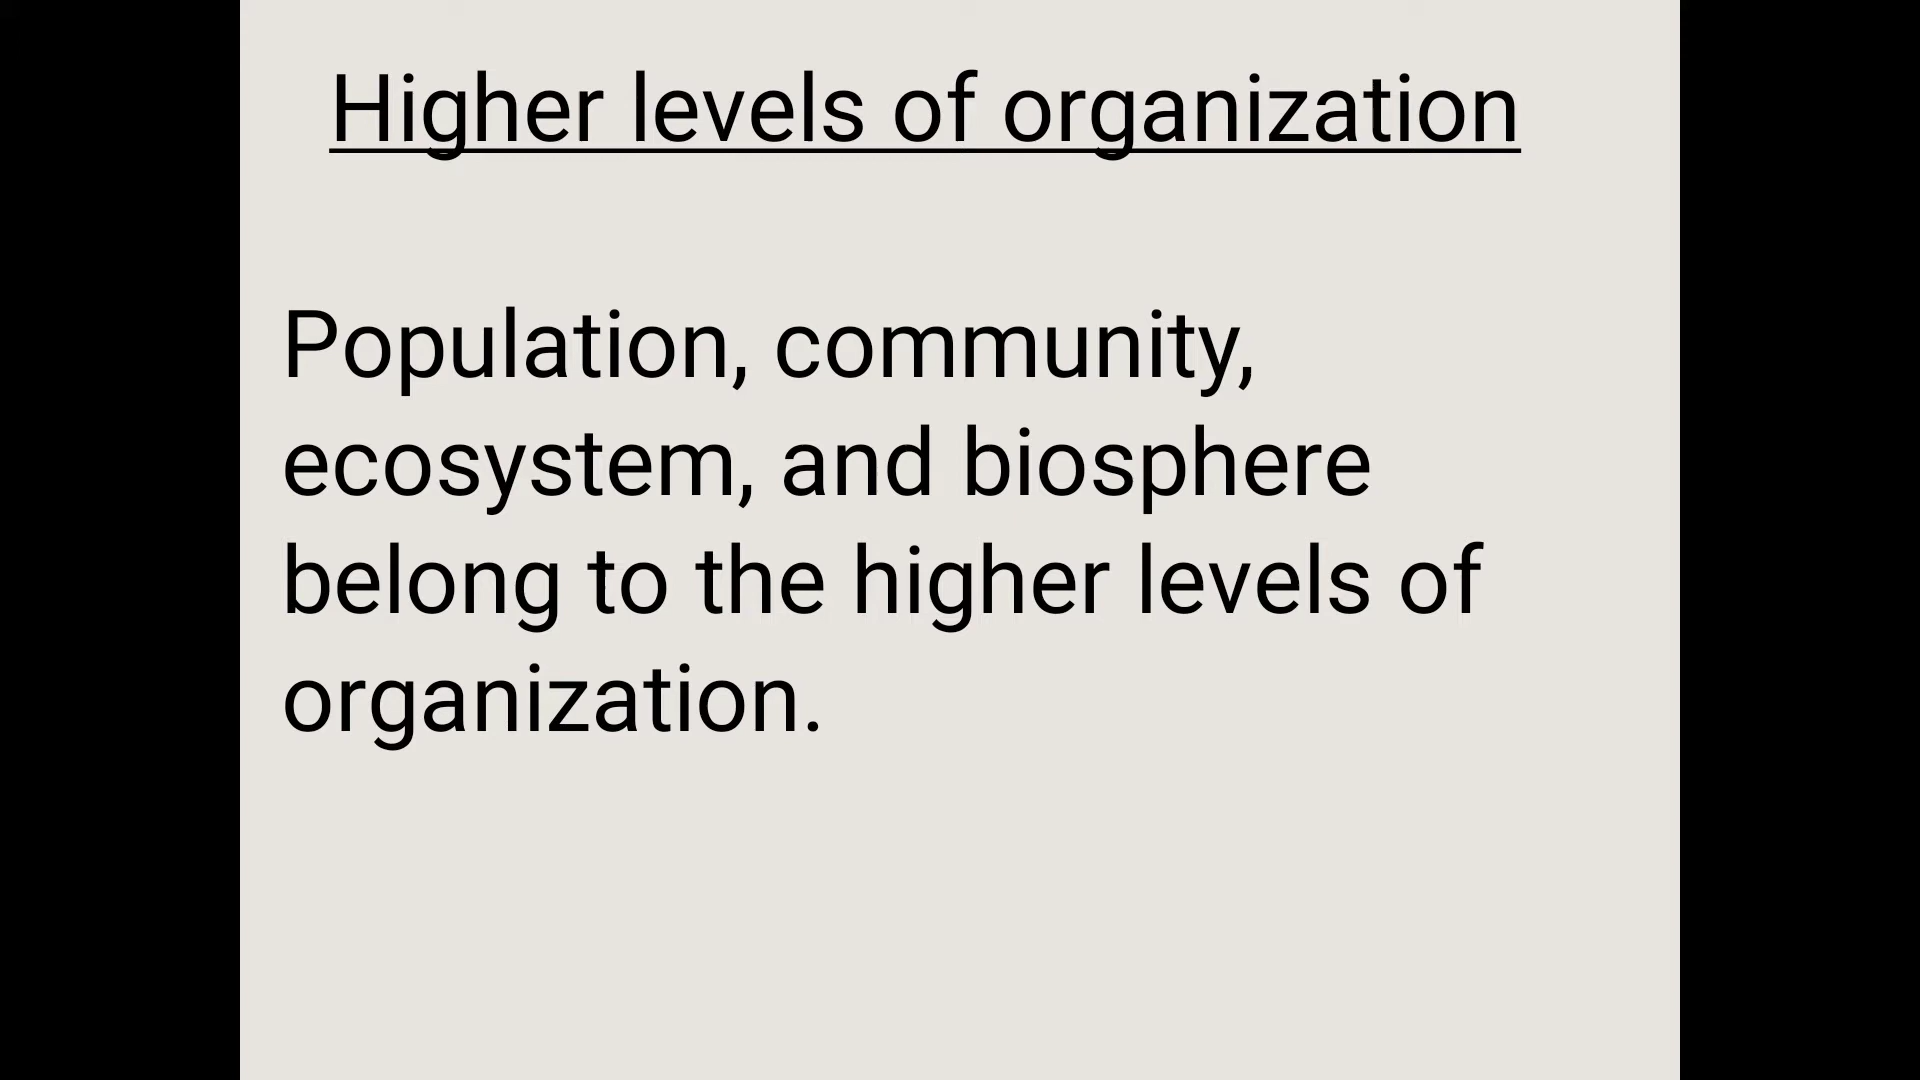 Higher levels of organization
Population, community,
ecosystem, and biosphere
belong to the higher levels of
organization.